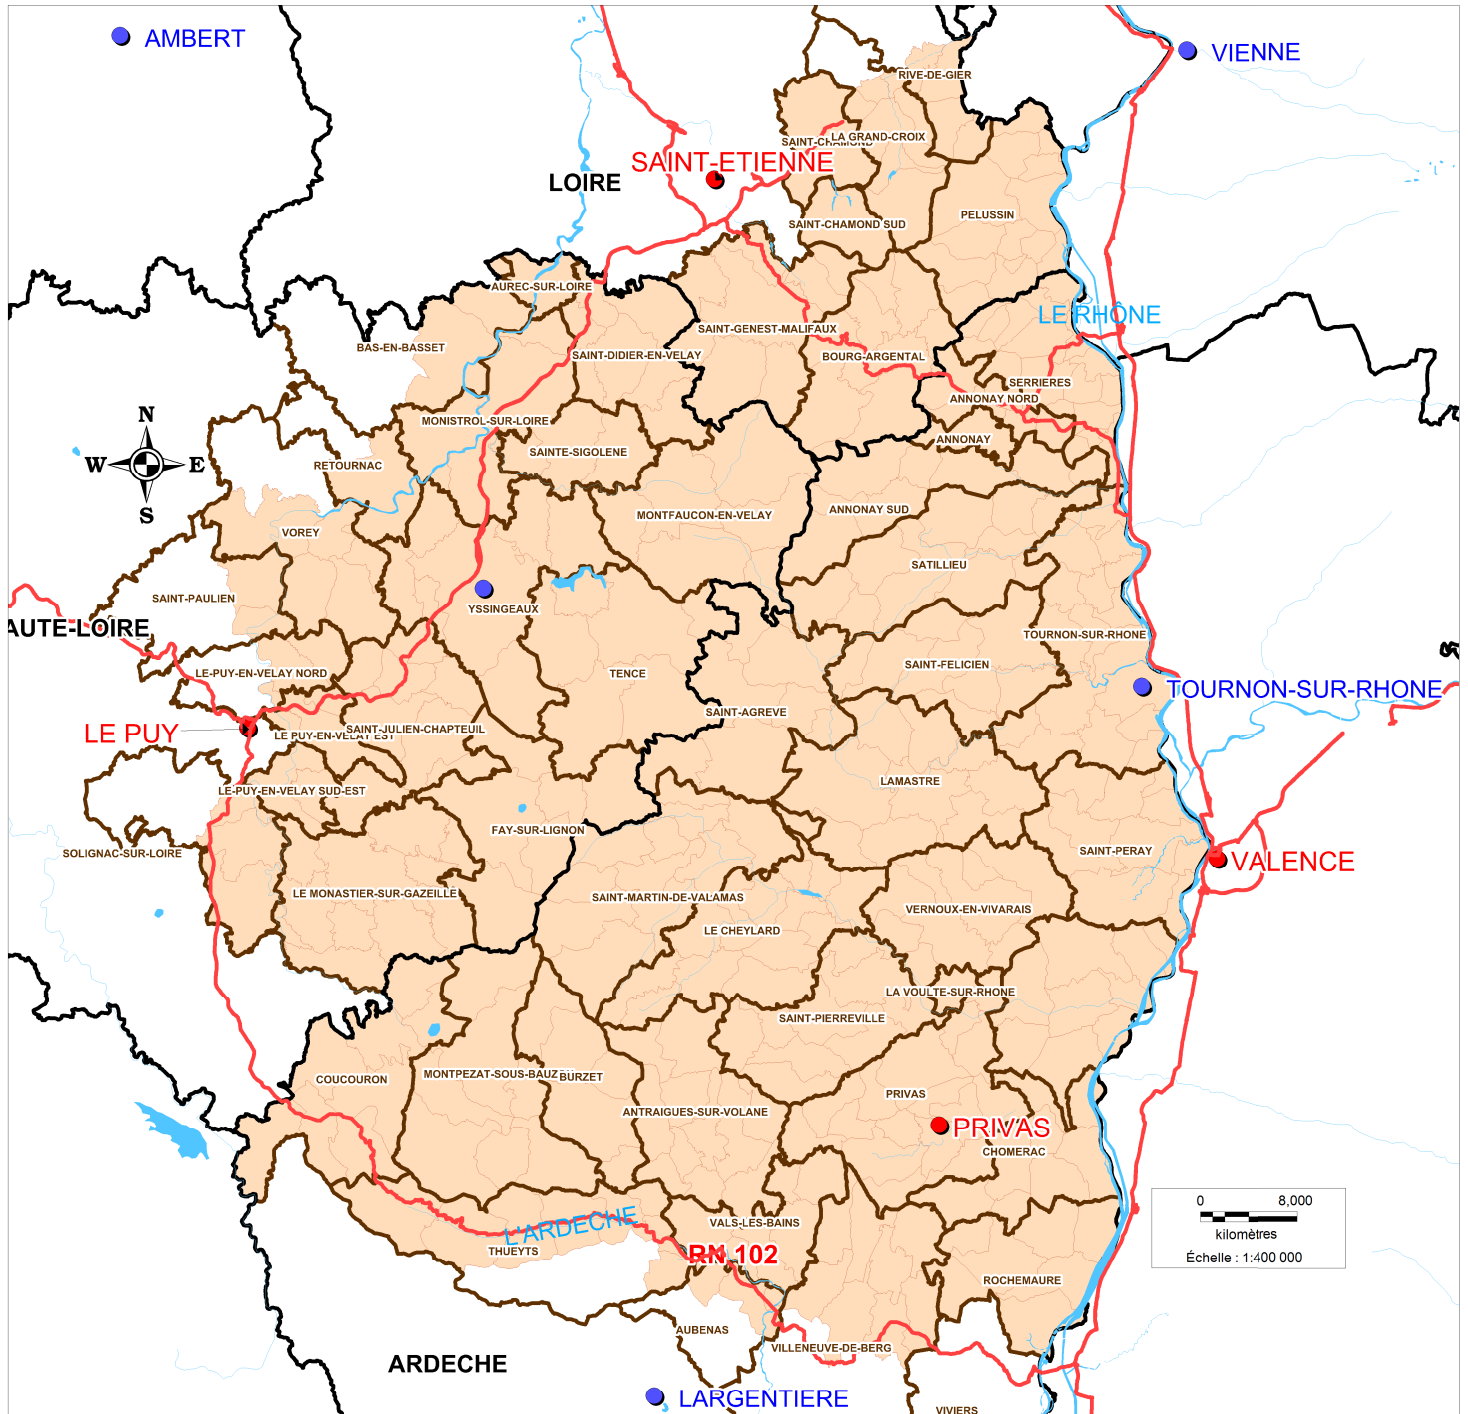 AMBERT
VIENNE
RIVE-DE-GIER
SAINT-CHAMOND
LA GRAND-CROIX
SAINT-ETIENNE
LOIRE
PELUSSIN
SAINT-CHAMOND SUD
AUREC-SUR-LOIRE
LE RHÔNE
SAINT-GENEST-MALIFAUX
BAS-EN-BASSET
SAINT-DIDIER-EN-VELAY
BOURG-ARGENTAL
SERRIERES
ANNONAY NORD
N
W
E
S
MONISTROL-SUR-LOIRE
ANNONAY
SAINTE-SIGOLENE
RETOURNAC
ANNONAY SUD
MONTFAUCON-EN-VELAY
VOREY
SATILLIEU
SAINT-PAULIEN
YSSINGEAUX
AUTE-LOIRE
TOURNON-SUR-RHONE
SAINT-FELICIEN
LE-PUY-EN-VELAY NORD
TENCE
TOURNON-SUR-RHONE
SAINT-AGREVE
SAINT-JULIEN-CHAPTEUIL
LE PUY
LE PUY-EN-VELAY EST
LAMASTRE
LE-PUY-EN-VELAY SUD-EST
FAY-SUR-LIGNON
SOLIGNAC-SUR-LOIRE
SAINT-PERAY
VALENCE
LE MONASTIER-SUR-GAZEILLE
SAINT-MARTIN-DE-VALAMAS
VERNOUX-EN-VIVARAIS
LE CHEYLARD
LA VOULTE-SUR-RHONE
SAINT-PIERREVILLE
COUCOURON
MONTPEZAT-SOUS-BAUZ
BURZET
PRIVAS
ANTRAIGUES-SUR-VOLANE
PRIVAS
CHOMERAC
0 8,000
kilomètres
Échelle : 1:400 000
L'ARDECHE
VALS-LES-BAINS
THUEYTS
RN 102
ROCHEMAURE
AUBENAS
VILLENEUVE-DE-BERG
ARDECHE
LARGENTIERE
VIVIERS